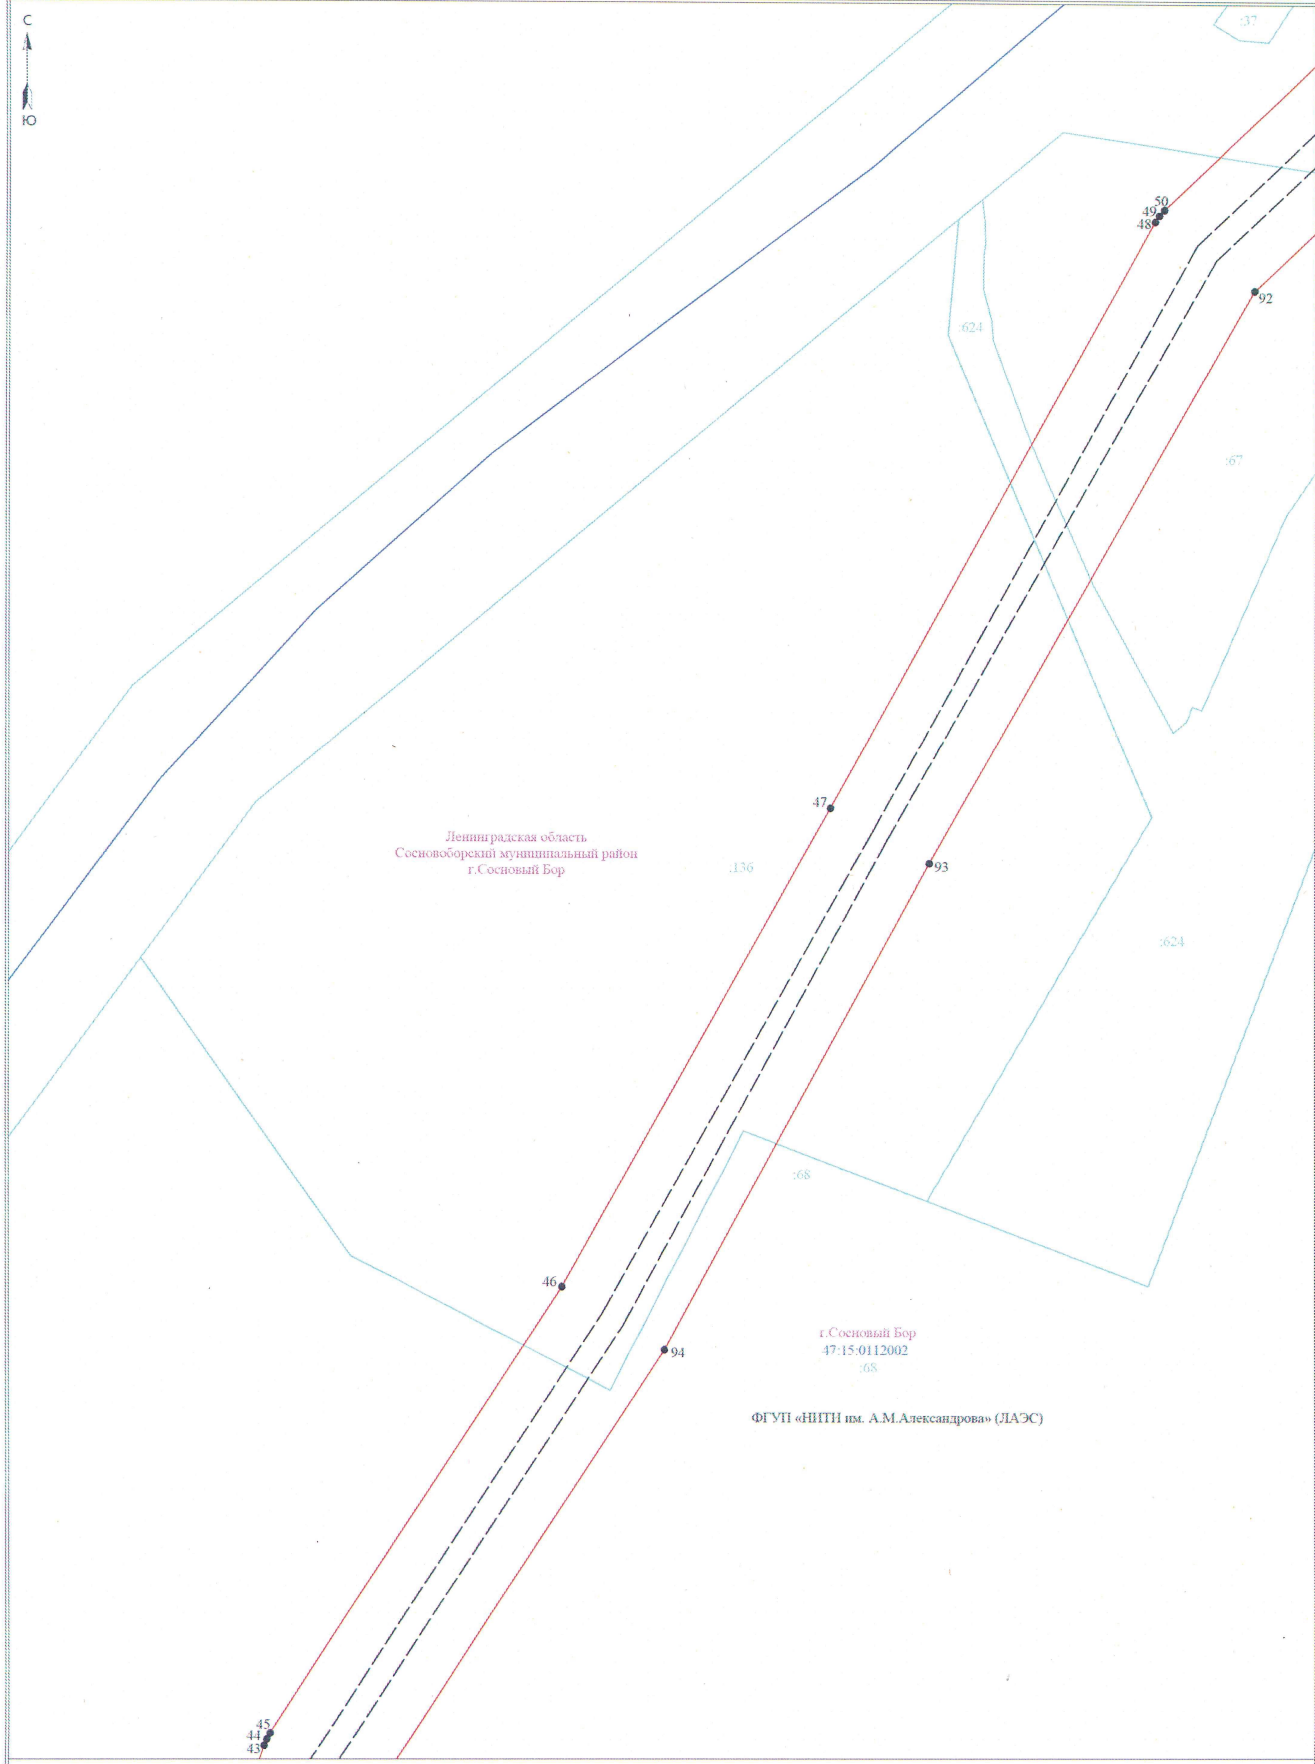 С
Ю
:37
50
49
48
92
:624
:67
47
Ленинградская область
Сосновоборский муниципальный район
г.Сосновый Бор
:136
93
:624
:68
46
94
г.Сосновый Бор
47:15:0112002
:68
ФГУП «НИТИ им. А.М.Александрова» (ЛАЭС)
45
44
43